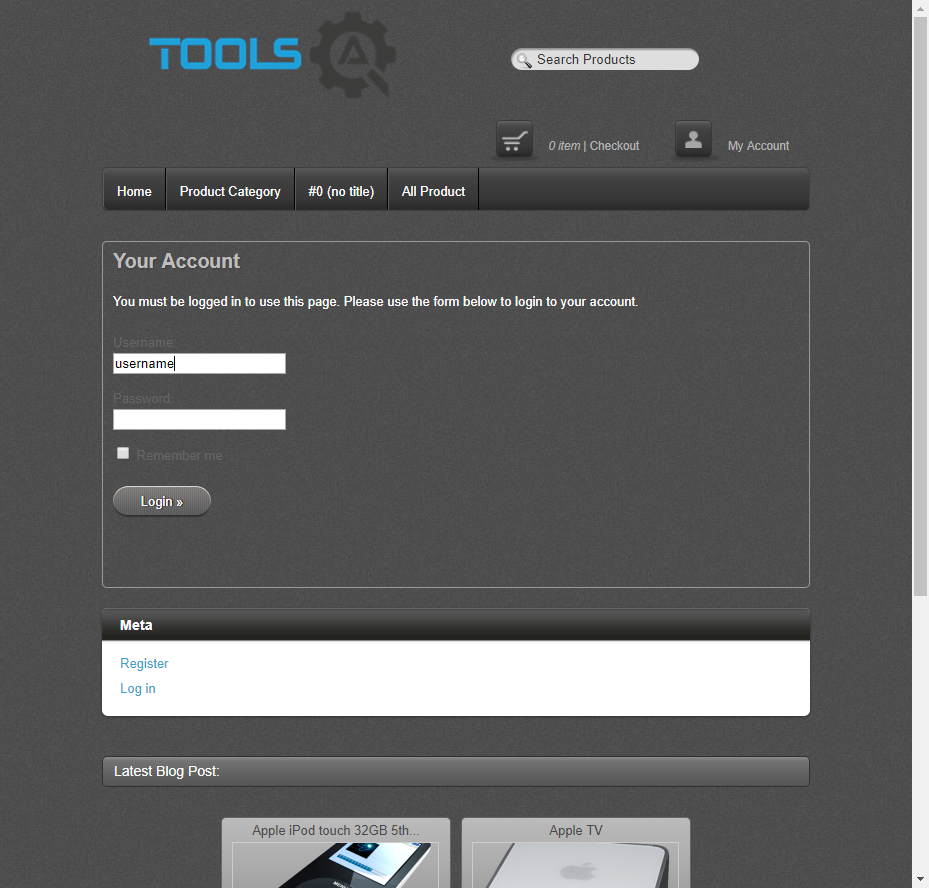 TOOLS QA
Search Products
0 item | Checkout
My Account
Home
Product Category
#0 (no title)
All Product
Your Account
You must be logged in to use this page. Please use the form below to login to your account.
Username:
username
Password:
Remember me
Login »
Meta
Register
Log in
Latest Blog Post:
Apple iPod touch 32GB 5th...
Apple TV